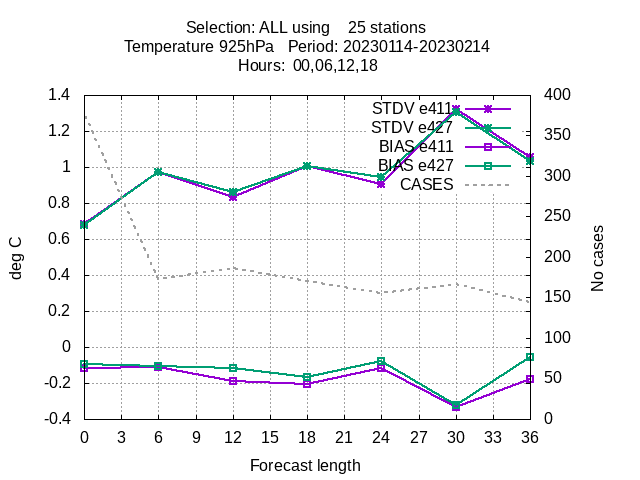 Selection: ALL using    25 stations
Temperature 925hPa   Period: 20230114-20230214
Hours:  00,06,12,18
STDV e411
STDV e427
BIAS e411
BIAS e427
CASES
1.4
1.2
1
0.8
0.6
0.4
0.2
0
-0.2
-0.4
deg C
400
350
300
250
200
150
100
50
0
No cases
0 3 6 9 12 15 18 21 24 27 30 33 36
Forecast length